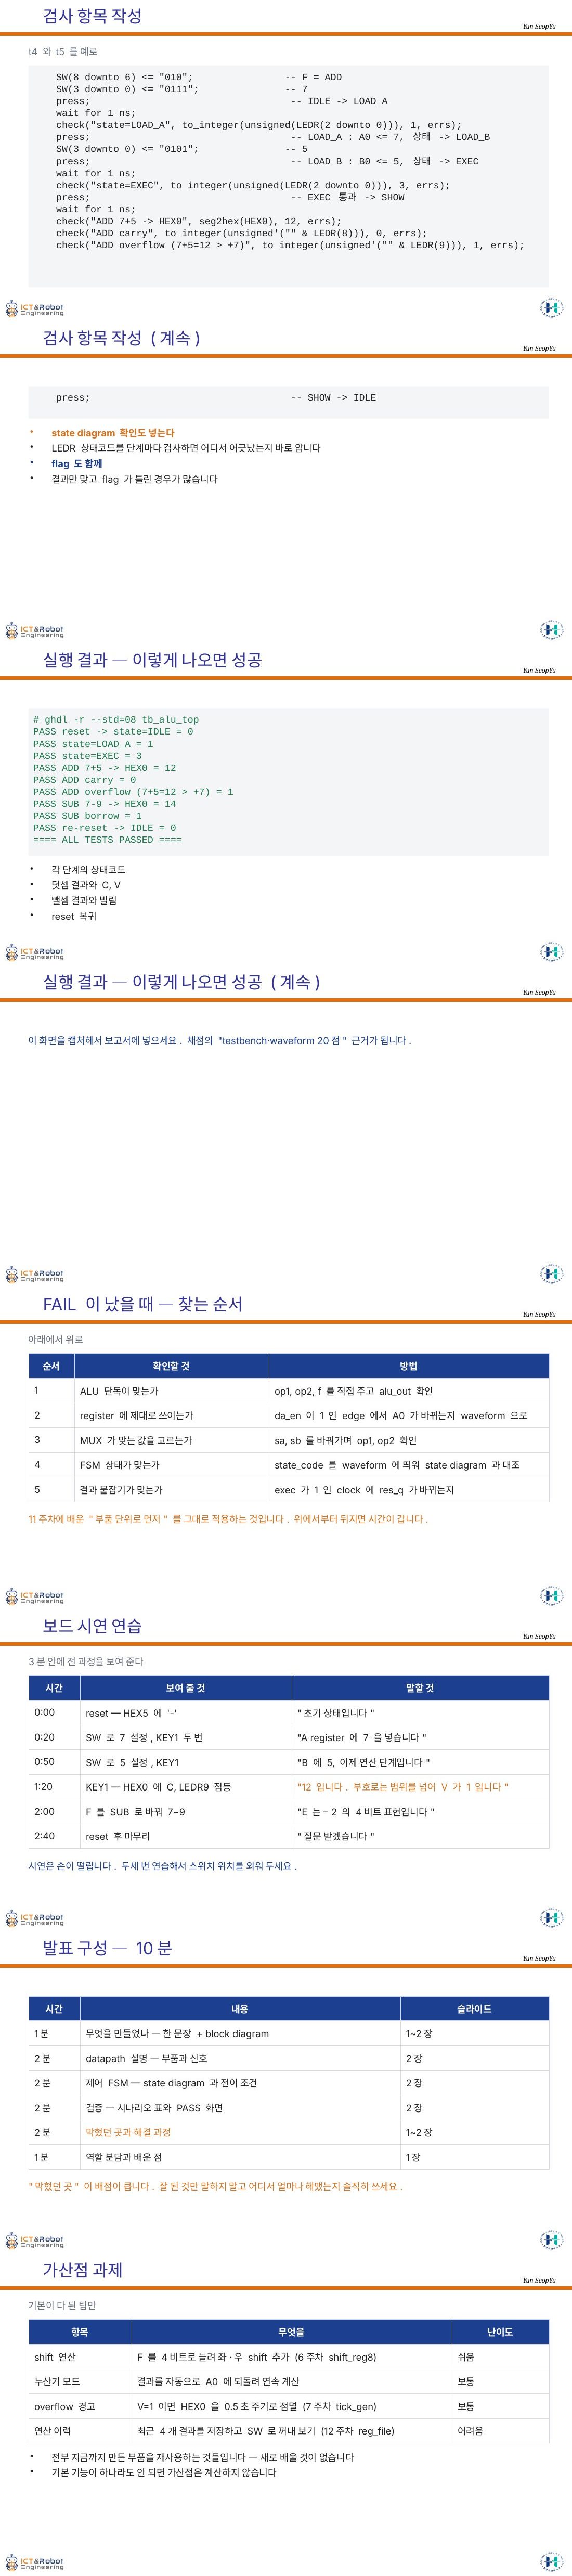 검사 항목 작성
Yun SeopYu
t4 와 t5 를 예로
SW(8 downto 6) <= "010"; -- F = ADD
SW(3 downto 0) <= "0111"; -- 7
press; -- IDLE -> LOAD_A
wait for 1 ns;
check("state=LOAD_A", to_integer(unsigned(LEDR(2 downto 0))), 1, errs);
press; -- LOAD_A : A0 <= 7, 상태 -> LOAD_B
SW(3 downto 0) <= "0101"; -- 5
press; -- LOAD_B : B0 <= 5, 상태 -> EXEC
wait for 1 ns;
check("state=EXEC", to_integer(unsigned(LEDR(2 downto 0))), 3, errs);
press; -- EXEC 통과 -> SHOW
wait for 1 ns;
check("ADD 7+5 -> HEX0", seg2hex(HEX0), 12, errs);
check("ADD carry", to_integer(unsigned'("" & LEDR(8))), 0, errs);
check("ADD overflow (7+5=12 > +7)", to_integer(unsigned'("" & LEDR(9))), 1, errs);
ICT&Robot
Engineering
검사 항목 작성 ( 계속 )
Yun SeopYu
press; -- SHOW -> IDLE
• state diagram 확인도 넣는다
• LEDR 상태코드를 단계마다 검사하면 어디서 어긋났는지 바로 압니다
• flag 도 함께
• 결과만 맞고 flag 가 틀린 경우가 많습니다
ICT&Robot
Engineering
실행 결과 — 이렇게 나오면 성공
Yun SeopYu
# ghdl -r --std=08 tb_alu_top
PASS reset -> state=IDLE = 0
PASS state=LOAD_A = 1
PASS state=EXEC = 3
PASS ADD 7+5 -> HEX0 = 12
PASS ADD carry = 0
PASS ADD overflow (7+5=12 > +7) = 1
PASS SUB 7-9 -> HEX0 = 14
PASS SUB borrow = 1
PASS re-reset -> IDLE = 0
==== ALL TESTS PASSED ====
• 각 단계의 상태코드
• 덧셈 결과와 C, V
• 뺄셈 결과와 빌림
• reset 복귀
ICT&Robot
Engineering
실행 결과 — 이렇게 나오면 성공 ( 계속 )
Yun SeopYu
이 화면을 캡처해서 보고서에 넣으세요 . 채점의 "testbench·waveform 20 점 " 근거가 됩니다 .
ICT&Robot
Engineering
FAIL 이 났을 때 — 찾는 순서
Yun SeopYu
아래에서 위로
순서 확인할 것 방법
1 ALU 단독이 맞는가 op1, op2, f 를 직접 주고 alu_out 확인
2 register 에 제대로 쓰이는가 da_en 이 1 인 edge 에서 A0 가 바뀌는지 waveform 으로
3 MUX 가 맞는 값을 고르는가 sa, sb 를 바꿔가며 op1, op2 확인
4 FSM 상태가 맞는가 state_code 를 waveform 에 띄워 state diagram 과 대조
5 결과 붙잡기가 맞는가 exec 가 1 인 clock 에 res_q 가 바뀌는지
11 주차에 배운 " 부품 단위로 먼저 " 를 그대로 적용하는 것입니다 . 위에서부터 뒤지면 시간이 갑니다 .
ICT&Robot
Engineering
보드 시연 연습
Yun SeopYu
3 분 안에 전 과정을 보여 준다
시간 보여 줄 것 말할 것
0:00 reset — HEX5 에 '-' " 초기 상태입니다 "
0:20 SW 로 7 설정 , KEY1 두 번 "A register 에 7 을 넣습니다 "
0:50 SW 로 5 설정 , KEY1 "B 에 5, 이제 연산 단계입니다 "
1:20 KEY1 — HEX0 에 C, LEDR9 점등 "12 입니다 . 부호로는 범위를 넘어 V 가 1 입니다 "
2:00 F 를 SUB 로 바꿔 7−9 "E 는 − 2 의 4 비트 표현입니다 "
2:40 reset 후 마무리 " 질문 받겠습니다 "
시연은 손이 떨립니다 . 두세 번 연습해서 스위치 위치를 외워 두세요 .
ICT&Robot
Engineering
발표 구성 — 10 분
Yun SeopYu
시간 내용 슬라이드
1 분 무엇을 만들었나 — 한 문장 + block diagram 1~2 장
2 분 datapath 설명 — 부품과 신호 2 장
2 분 제어 FSM — state diagram 과 전이 조건 2 장
2 분 검증 — 시나리오 표와 PASS 화면 2 장
2 분 막혔던 곳과 해결 과정 1~2 장
1 분 역할 분담과 배운 점 1 장
" 막혔던 곳 " 이 배점이 큽니다 . 잘 된 것만 말하지 말고 어디서 얼마나 헤맸는지 솔직히 쓰세요 .
ICT&Robot
Engineering
가산점 과제
Yun SeopYu
기본이 다 된 팀만
항목 무엇을 난이도
shift 연산 F 를 4 비트로 늘려 좌 · 우 shift 추가 (6 주차 shift_reg8) 쉬움
누산기 모드 결과를 자동으로 A0 에 되돌려 연속 계산 보통
overflow 경고 V=1 이면 HEX0 을 0.5 초 주기로 점멸 (7 주차 tick_gen) 보통
연산 이력 최근 4 개 결과를 저장하고 SW 로 꺼내 보기 (12 주차 reg_file) 어려움
• 전부 지금까지 만든 부품을 재사용하는 것들입니다 — 새로 배울 것이 없습니다
• 기본 기능이 하나라도 안 되면 가산점은 계산하지 않습니다
ICT&Robot
Engineering